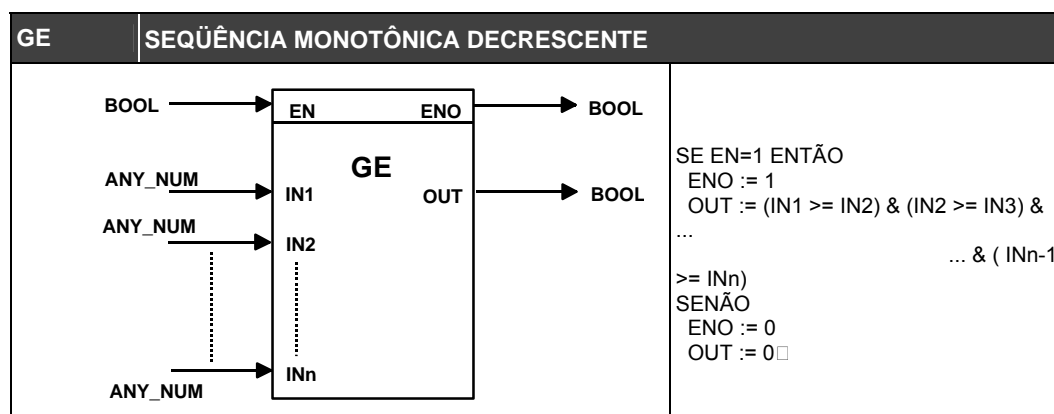 GE SEQÜÊNCIA MONOTÔNICA DECRESCENTE
BOOL EN ENO BOOL
GE
ANY_NUM IN1 OUT BOOL
ANY_NUM IN2
ANY_NUM INn
SE EN=1 ENTÃO
ENO := 1
OUT := (IN1 >= IN2) & (IN2 >= IN3) &
...
... & ( INn-1
>= INn)
SENÃO
ENO := 0
OUT := 0□